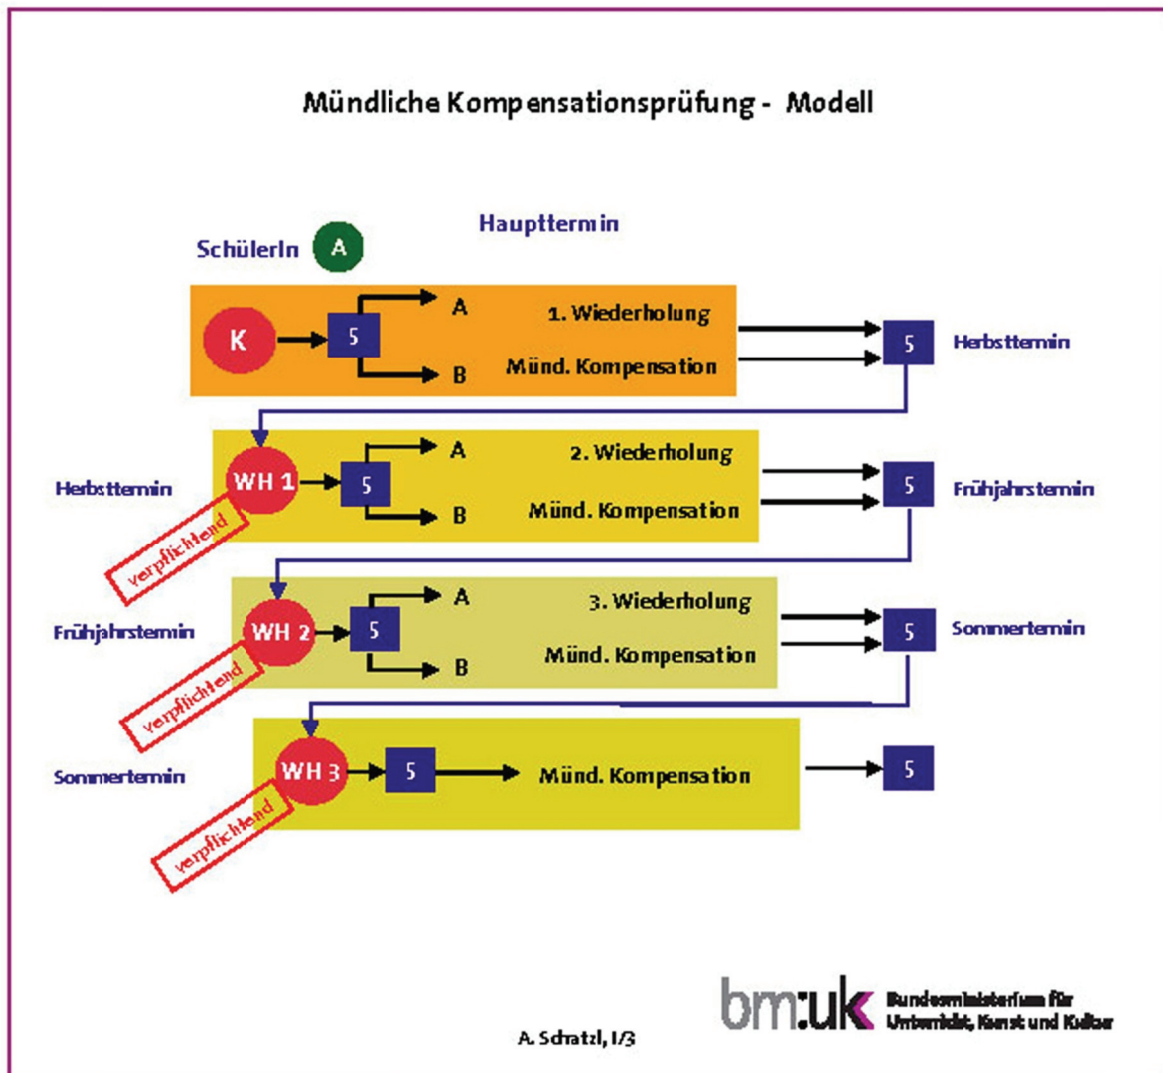 Mündliche Kompensationsprüfung - Modell
Haupttermin
SchülerIn A
K 5 A 1. Wiederholung 5 Herbsttermin
B Münd. Kompensation
Herbsttermin WH 1 5 A 2. Wiederholung 5 Frühjahrstermin
B Münd. Kompensation
verpflichtend
Frühjahrstermin WH 2 5 A 3. Wiederholung 5 Sommertermin
B Münd. Kompensation
verpflichtend
Sommertermin WH 3 5 Münd. Kompensation 5
verpflichtend
bm:uk Bundesministerium für
Unterricht, Kunst und Kultur
A. Schatzl, I/3